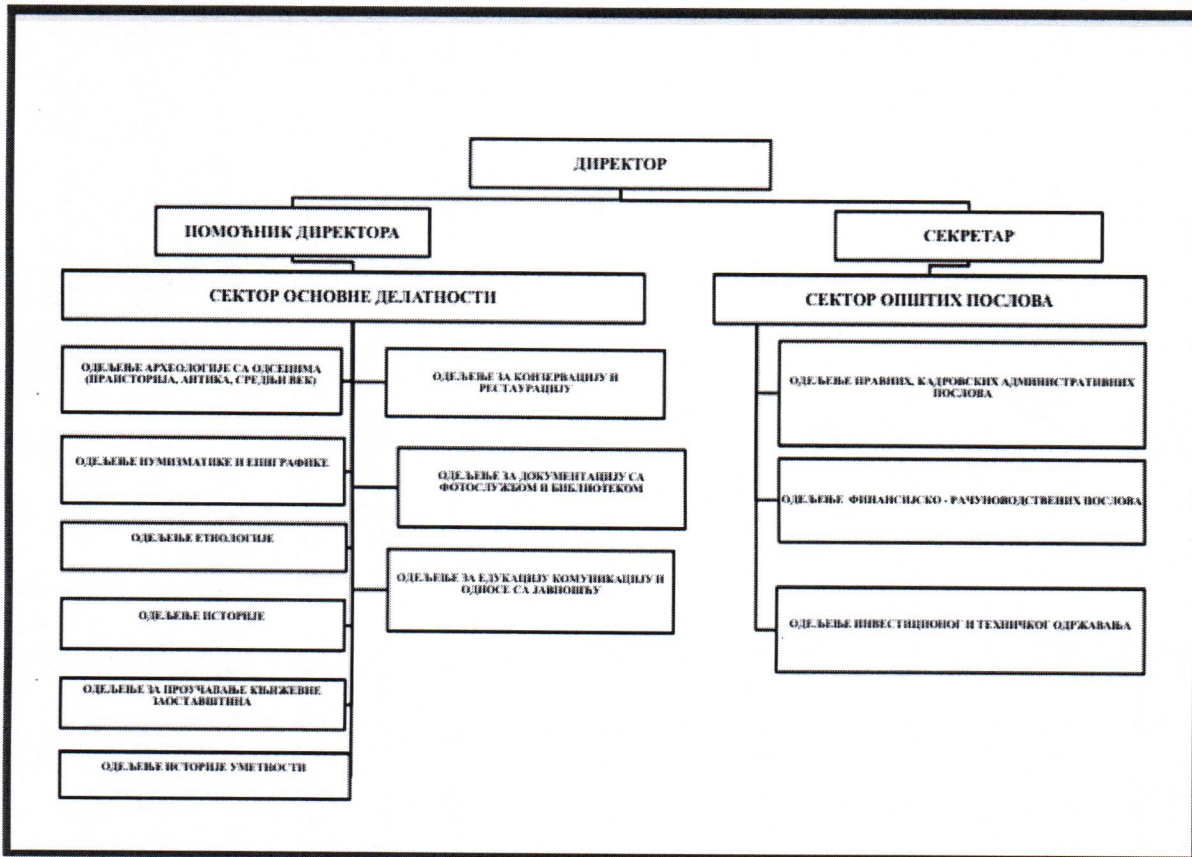 ДИРЕКТОР
ПОМОЋНИК ДИРЕКТОРА
СЕКРЕТАР
СЕКТОР ОСНОВНЕ ДЕЛАТНОСТИ
СЕКТОР ОПШТИХ ПОСЛОВА
ОДЕЉЕЊЕ АРХЕОЛОГИЈЕ СА ОДСЕЦИМА
(ПРАИСТОРИЈА, АНТИКА, СРЕДЊИ ВЕК)
ОДЕЉЕЊЕ НУМИЗМАТИКЕ И ЕПИГРАФИКЕ
ОДЕЉЕЊЕ ЕТНОЛОГИЈЕ
ОДЕЉЕЊЕ ИСТОРИЈЕ
ОДЕЉЕЊЕ ЗА ПРОУЧАВАЊЕ КЊИЖЕВНЕ
ЗАОСТАВШТИНА
ОДЕЉЕЊЕ ИСТОРИЈЕ УМЕТНОСТИ
ОДЕЉЕЊЕ ЗА КОНЗЕРВАЦИЈУ И
РЕСТАУРАЦИЈУ
ОДЕЉЕЊЕ ЗА ДОКУМЕНТАЦИЈУ СА
ФОТОСЛУЖБОМ И БИБЛИОТЕКОМ
ОДЕЉЕЊЕ ЗА ЕДУКАЦИЈУ КОМУНИКАЦИЈУ И
ОДНОСЕ СА ЈАВНОШЋУ
ОДЕЉЕЊЕ ПРАВНИХ, КАДРОВСКИХ АДМИНИСТРАТИВНИХ
ПОСЛОВА
ОДЕЉЕЊЕ ФИНАНСИЈСКО - РАЧУНОВОДСТВЕНИХ ПОСЛОВА
ОДЕЉЕЊЕ ИНВЕСТИЦИОНОГ И ТЕХНИЧКОГ ОДРЖАВАЊА